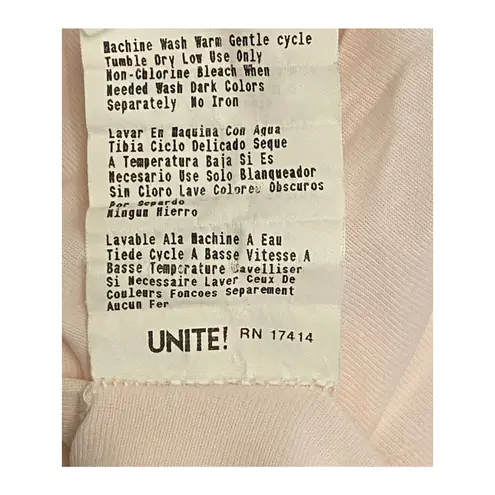 Machine Wash Warm Gentle cycle
Tumble Dry Low Use Only
Non-Chlorine Bleach When
Needed Wash Dark Colors
Separately No Iron
Lavar En Maquina Con Agua
Tibia Ciclo Delicado Seque
A Temperatura Baja Si Es
Necesario Use Solo Blanqueador
Sin Cloro Lave Colores Obscuros
Por Separdo
Ningun Hierro
Lavable Ala Machine A Eau
Tiede Cycle A Basse Vitesse A
Basse Temperature Javelliser
Si Necessaire Laver Ceux De
Couleurs Foncoes Separement
Aucun Fer
UNITE! RN 17414